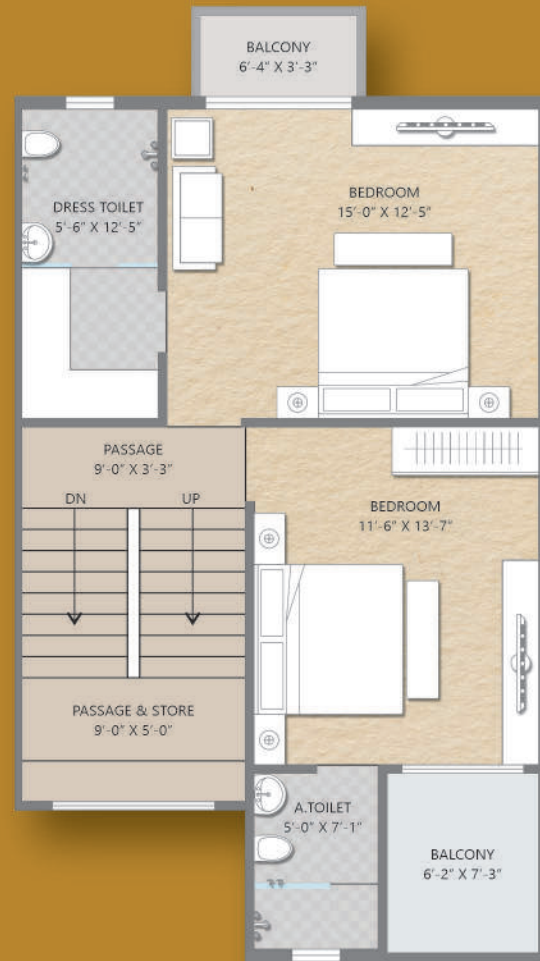 BALCONY
6'-4" X 3'-3"
DRESS TOILET
5'-6" X 12'-5"
BEDROOM
15'-0" X 12'-5"
PASSAGE
9'-0" X 3'-3"
DN
UP
BEDROOM
11'-6" X 13'-7"
PASSAGE & STORE
9'-0" X 5'-0"
A.TOILET
5'-0" X 7'-1"
BALCONY
6'-2" X 7'-3"